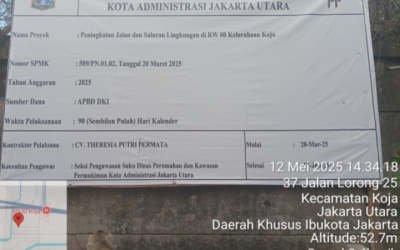 KOTA ADMINISTRASI JAKARTA UTARA
Nama Proyek : Peningkatan Jalan dan Saluran Lingkungan di RW 08 Kelurahan Koja
Nomor SPMK : 589/PN.01.02, Tanggal 20 Maret 2025
Tahun Anggaran : 2025
Sumber Dana : APBD DKI
Waktu Pelaksanaan : 90 (Sembilan Puluh) Hari Kalender
Kontraktor Pelaksana : CV. THERESIA PUTRI PERMATA Mulai : 20-Mar-25
Konsultan Pengawas : Seksi Pengawasan Suku Dinas Perumahan dan Kawasan Selesai
Permukiman Kota Administrasi Jakarta Utara
12 Mei 2025 14.34.18
37 Jalan Lorong 25
Kecamatan Koja
Jakarta Utara
Daerah Khusus Ibukota Jakarta
Altitude:52.7m